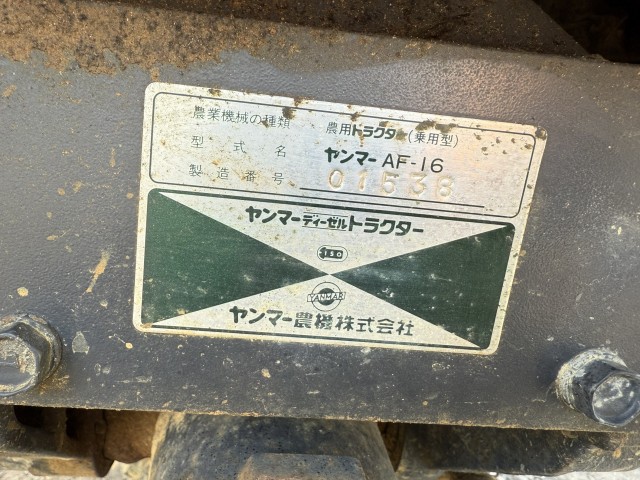 農業機械の種類 農用トラクター(乗用型)
型式名 ヤンマー AF-16
製造番号 01538
ヤンマーディーゼルトラクター
ISO
YANMAR
ヤンマー農機株式会社